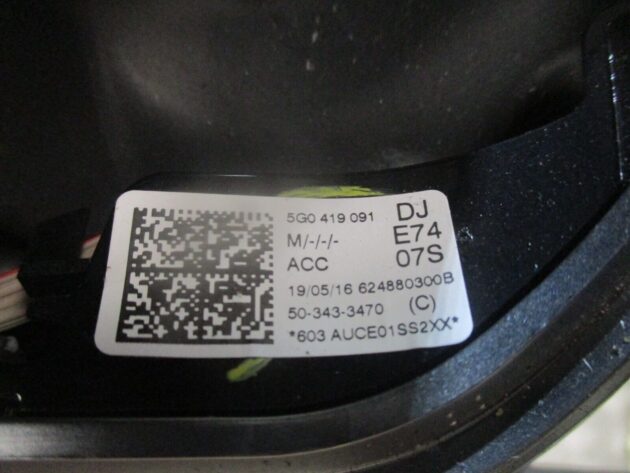 5G0 419 091 DJ
M/-/-/- E74
ACC 07S
19/05/16 624880300B
50-343-3470 (C)
*603 AUCE01SS2XX*